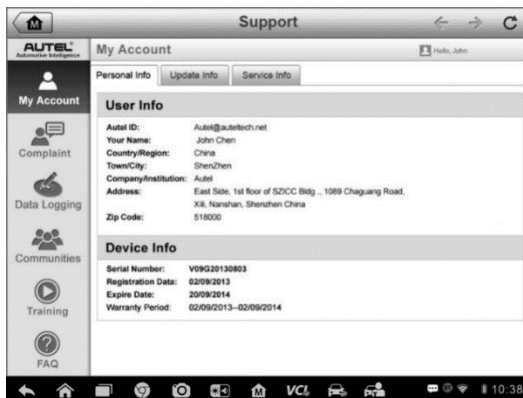 Support
AUTEL
Automotive Intelligence
My Account
Hello, John
Personal Info
Update Info
Service Info
My Account
Complaint
Data Logging
Communities
Training
FAQ
User Info
Autel ID: Autel@auteltech.net
Your Name: John Chen
Country/Region: China
Town/City: ShenZhen
Company/Institution: Autel
Address: East Side, 1st floor of SZICC Bldg ., 1089 Chaguang Road,
Xili, Nanshan, Shenzhen China
Zip Code: 518000
Device Info
Serial Number: V09G20130803
Registration Data: 02/09/2013
Expire Date: 20/09/2014
Warranty Period: 02/09/2013--02/09/2014
M
VCI
10:38